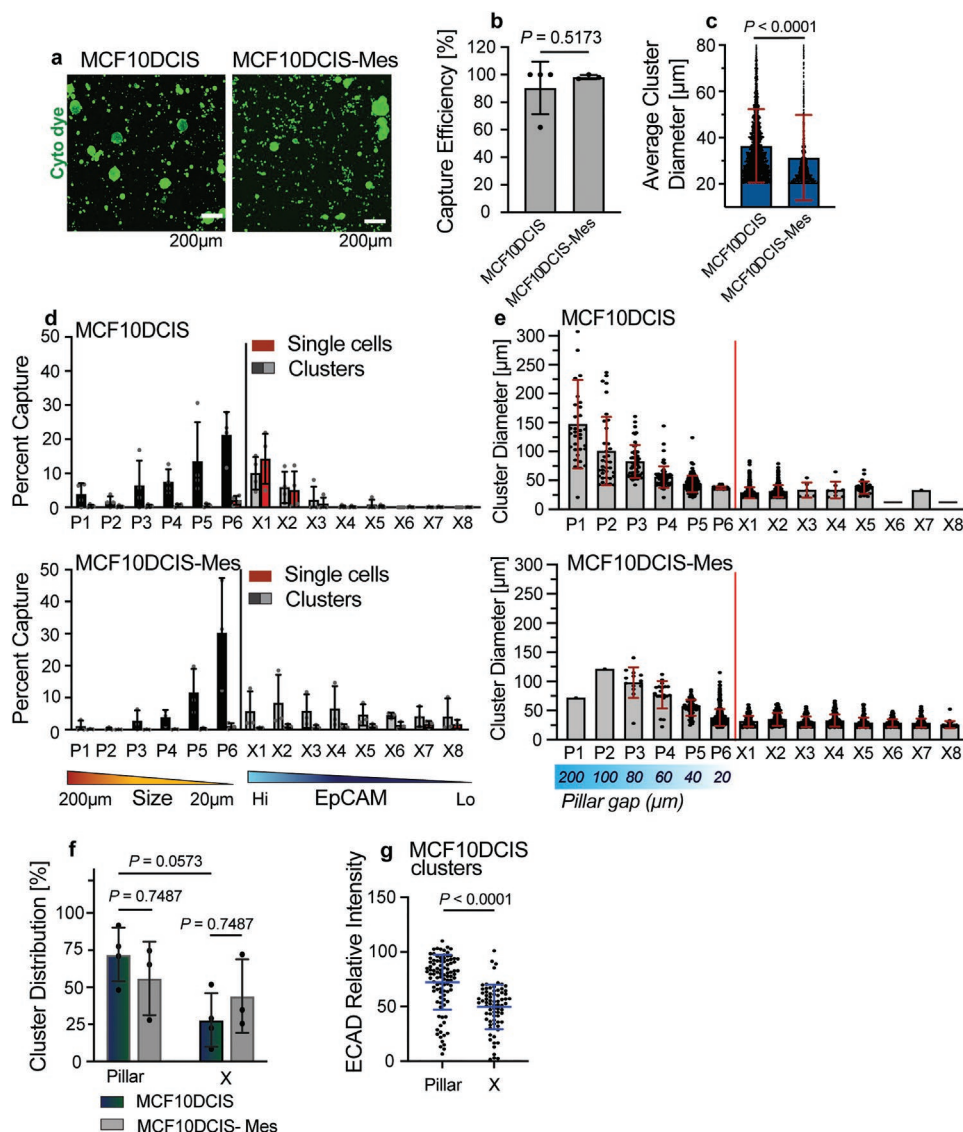 a
MCF10DCIS
MCF10DCIS-Mes
Cyto dye
200µm
200µm
b
P = 0.5173
Capture Efficiency [%]
120
100
80
60
40
20
0
MCF10DCIS
MCF10DCIS-Mes
c
P < 0.0001
Average Cluster
Diameter [µm]
80
60
40
20
MCF10DCIS
MCF10DCIS-Mes
d
MCF10DCIS
Single cells
Clusters
Percent Capture
50
40
30
20
10
0
P1 P2 P3 P4 P5 P6 X1 X2 X3 X4 X5 X6 X7 X8
MCF10DCIS-Mes
Single cells
Clusters
Percent Capture
50
40
30
20
10
0
P1 P2 P3 P4 P5 P6 X1 X2 X3 X4 X5 X6 X7 X8
200µm Size 20µm
Hi EpCAM Lo
e
MCF10DCIS
Cluster Diameter [µm]
300
250
200
150
100
50
0
P1 P2 P3 P4 P5 P6 X1 X2 X3 X4 X5 X6 X7 X8
MCF10DCIS-Mes
Cluster Diameter [µm]
300
250
200
150
100
50
0
P1 P2 P3 P4 P5 P6 X1 X2 X3 X4 X5 X6 X7 X8
200 100 80 60 40 20
Pillar gap (µm)
f
P = 0.0573
P = 0.7487
P = 0.7487
Cluster Distribution [%]
100
75
50
25
0
Pillar X
MCF10DCIS
MCF10DCIS- Mes
g
MCF10DCIS
clusters
P < 0.0001
ECAD Relative Intensity
150
100
50
0
Pillar X